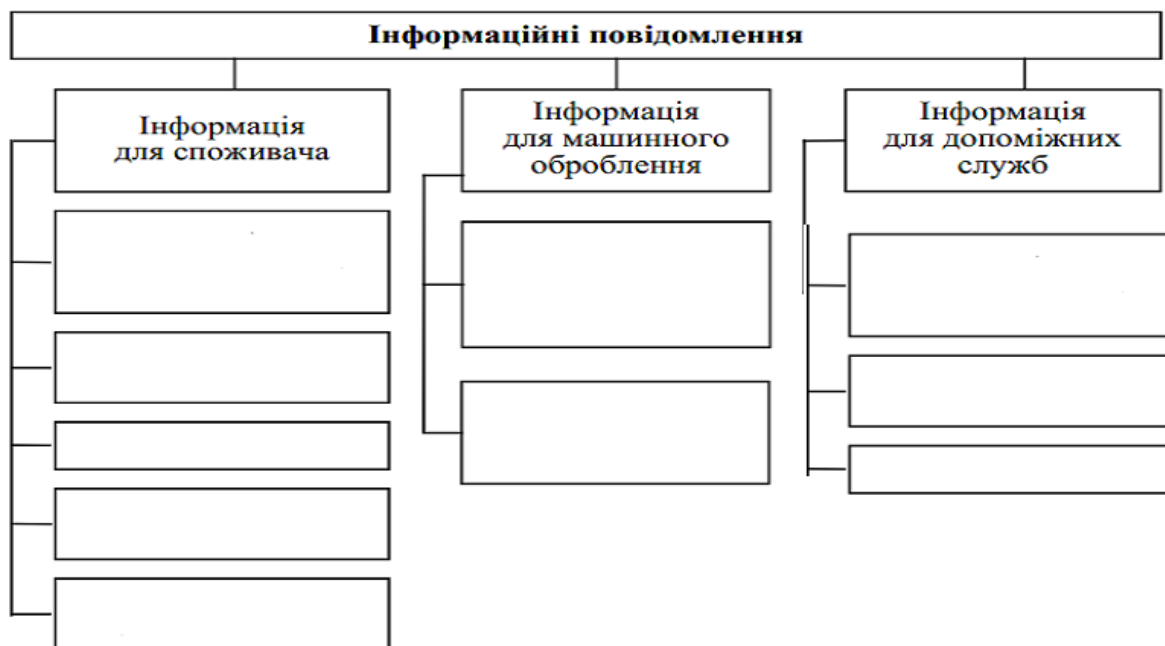 Інформаційні повідомлення
Інформація
для споживача
Інформація
для машинного
оброблення
Інформація
для допоміжних
служб